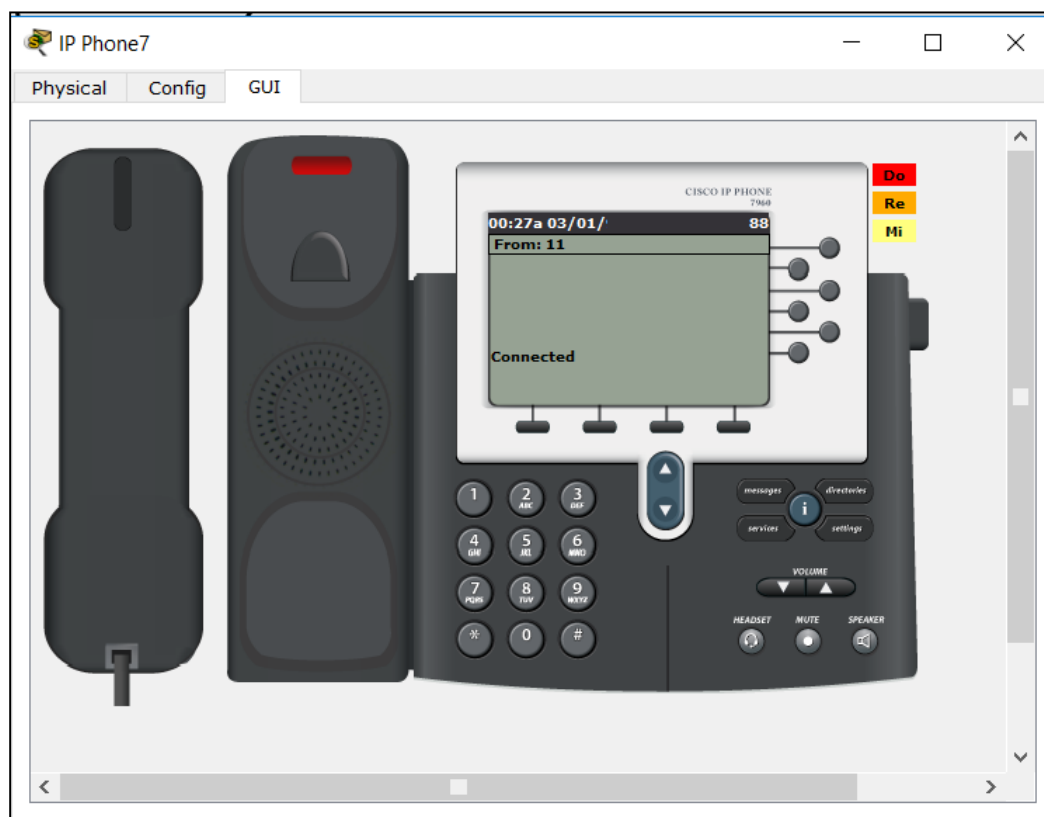 IP Phone7
Physical Config GUI
CISCO IP PHONE
7960
Do
Re
Mi
00:27a 03/01/ 88
From: 11
Connected
1 2 ABC 3 DEF
4 GHI 5 JKL 6 MNO
7 PQRS 8 TUV 9 WXYZ
* 0 #
messages directories
i
services settings
VOLUME
HEADSET MUTE SPEAKER